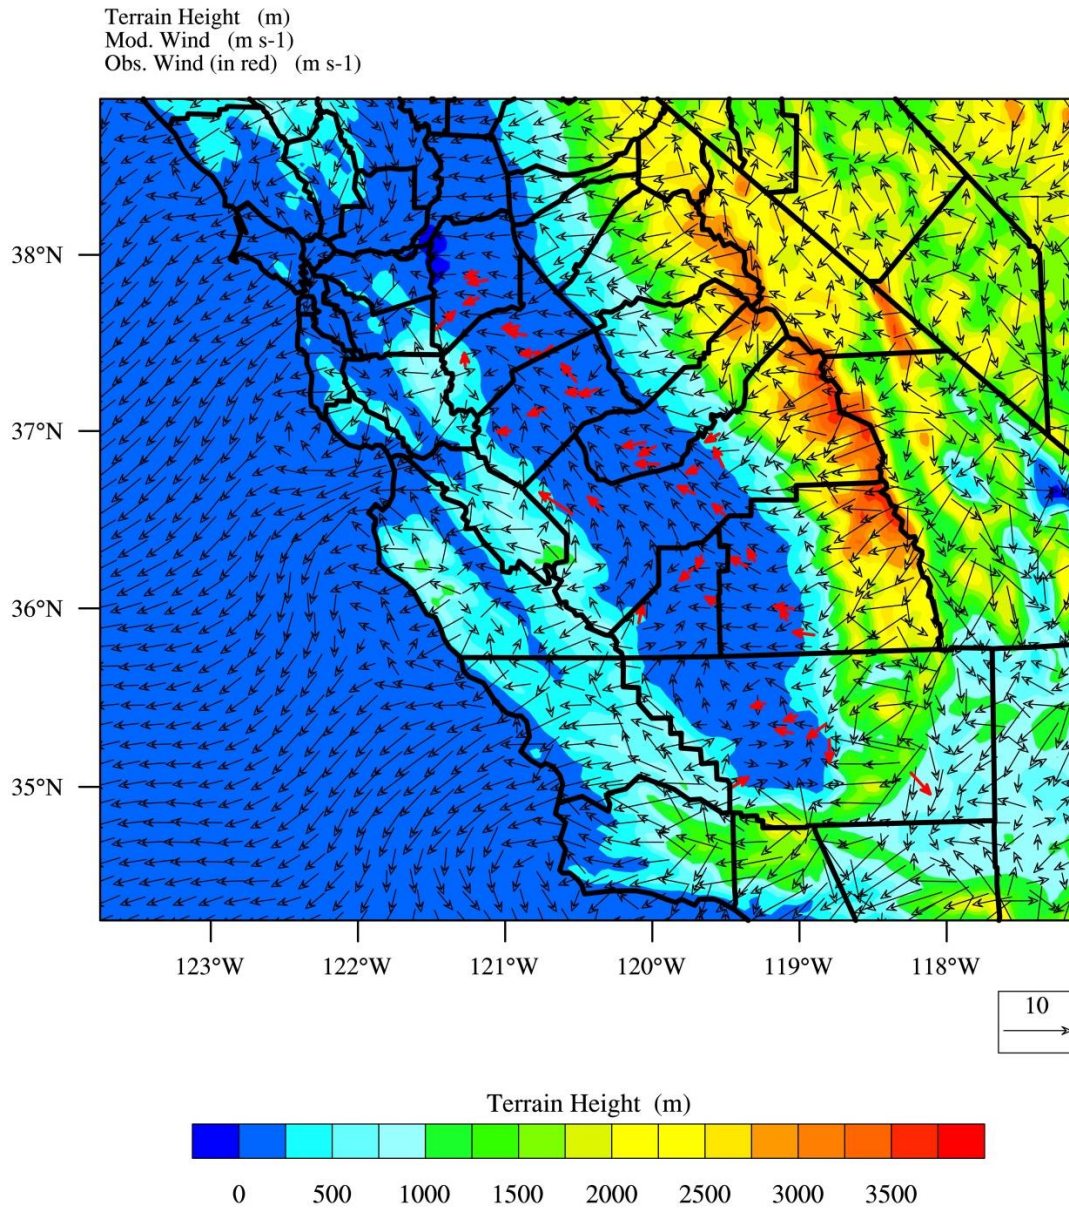 Terrain Height (m)
Mod. Wind (m s-1)
Obs. Wind (in red) (m s-1)
38°N
37°N
36°N
35°N
123°W 122°W 121°W 120°W 119°W 118°W
10
Terrain Height (m)
0 500 1000 1500 2000 2500 3000 3500